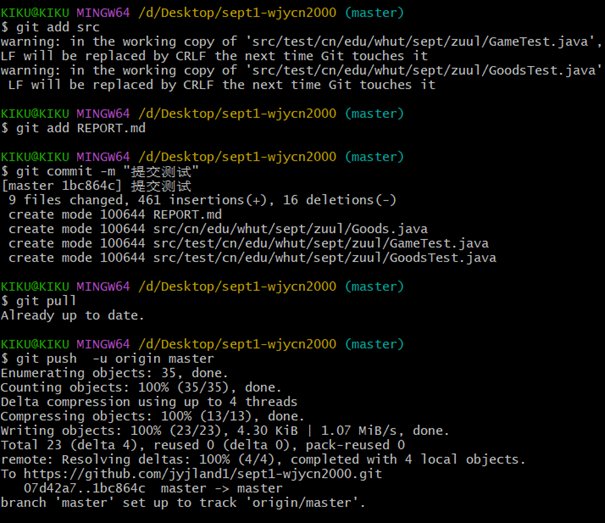 KIKU@KIKU MINGW64 /d/Desktop/sept1-wjycn2000 (master)
$ git add src
warning: in the working copy of 'src/test/cn/edu/whut/sept/zuul/GameTest.java',
LF will be replaced by CRLF the next time Git touches it
warning: in the working copy of 'src/test/cn/edu/whut/sept/zuul/GoodsTest.java'
 LF will be replaced by CRLF the next time Git touches it

KIKU@KIKU MINGW64 /d/Desktop/sept1-wjycn2000 (master)
$ git add REPORT.md

KIKU@KIKU MINGW64 /d/Desktop/sept1-wjycn2000 (master)
$ git commit -m "提交测试"
[master 1bc864c] 提交测试
 9 files changed, 461 insertions(+), 16 deletions(-)
 create mode 100644 REPORT.md
 create mode 100644 src/cn/edu/whut/sept/zuul/Goods.java
 create mode 100644 src/test/cn/edu/whut/sept/zuul/GameTest.java
 create mode 100644 src/test/cn/edu/whut/sept/zuul/GoodsTest.java

KIKU@KIKU MINGW64 /d/Desktop/sept1-wjycn2000 (master)
$ git pull
Already up to date.

KIKU@KIKU MINGW64 /d/Desktop/sept1-wjycn2000 (master)
$ git push  -u origin master
Enumerating objects: 35, done.
Counting objects: 100% (35/35), done.
Delta compression using up to 4 threads
Compressing objects: 100% (13/13), done.
Writing objects: 100% (23/23), 4.30 KiB | 1.07 MiB/s, done.
Total 23 (delta 4), reused 0 (delta 0), pack-reused 0
remote: Resolving deltas: 100% (4/4), completed with 4 local objects.
To https://github.com/jyjland1/sept1-wjycn2000.git
   07d42a7..1bc864c  master -> master
branch 'master' set up to track 'origin/master'.